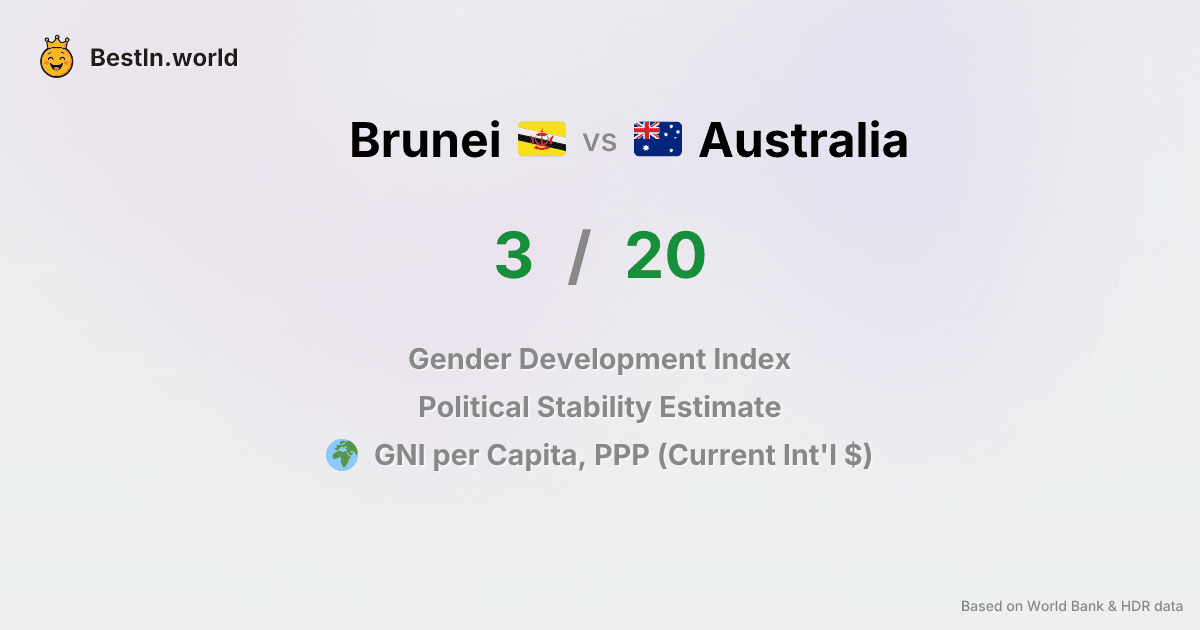 BestIn.world
Brunei vs Australia
3 / 20
Gender Development Index
Political Stability Estimate
GNI per Capita, PPP (Current Int'l $)
Based on World Bank & HDR data